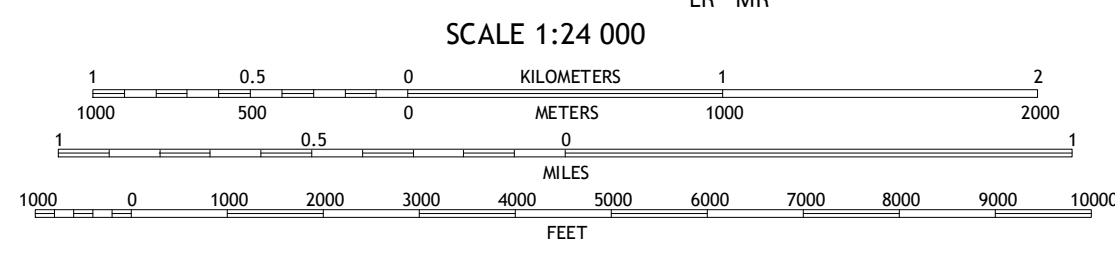 SCALE 1:24 000
1 0.5 0 KILOMETERS 1 2
1000 500 0 METERS 1000 2000
1 0.5 0 1
MILES
1000 0 1000 2000 3000 4000 5000 6000 7000 8000 9000 10000
FEET